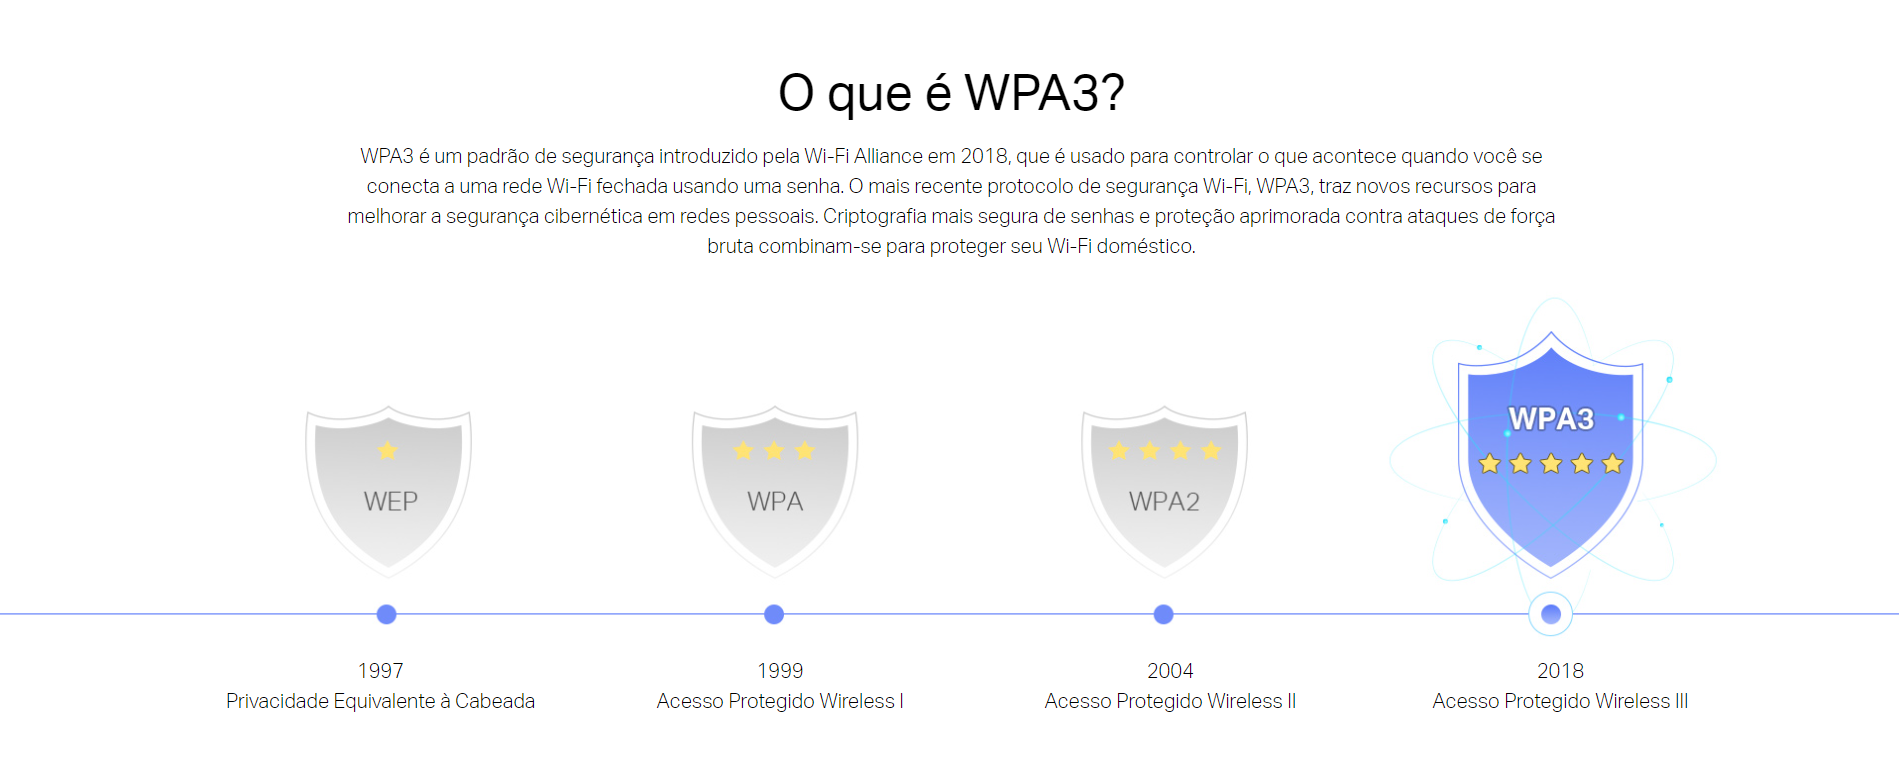 O que é WPA3?
WPA3 é um padrão de segurança introduzido pela Wi-Fi Alliance em 2018, que é usado para controlar o que acontece quando você se
conecta a uma rede Wi-Fi fechada usando uma senha. O mais recente protocolo de segurança Wi-Fi, WPA3, traz novos recursos para
melhorar a segurança cibernética em redes pessoais. Criptografia mais segura de senhas e proteção aprimorada contra ataques de força
bruta combinam-se para proteger seu Wi-Fi doméstico.
WEP
WPA
WPA2
WPA3
1997
Privacidade Equivalente à Cabeada
1999
Acesso Protegido Wireless I
2004
Acesso Protegido Wireless II
2018
Acesso Protegido Wireless III